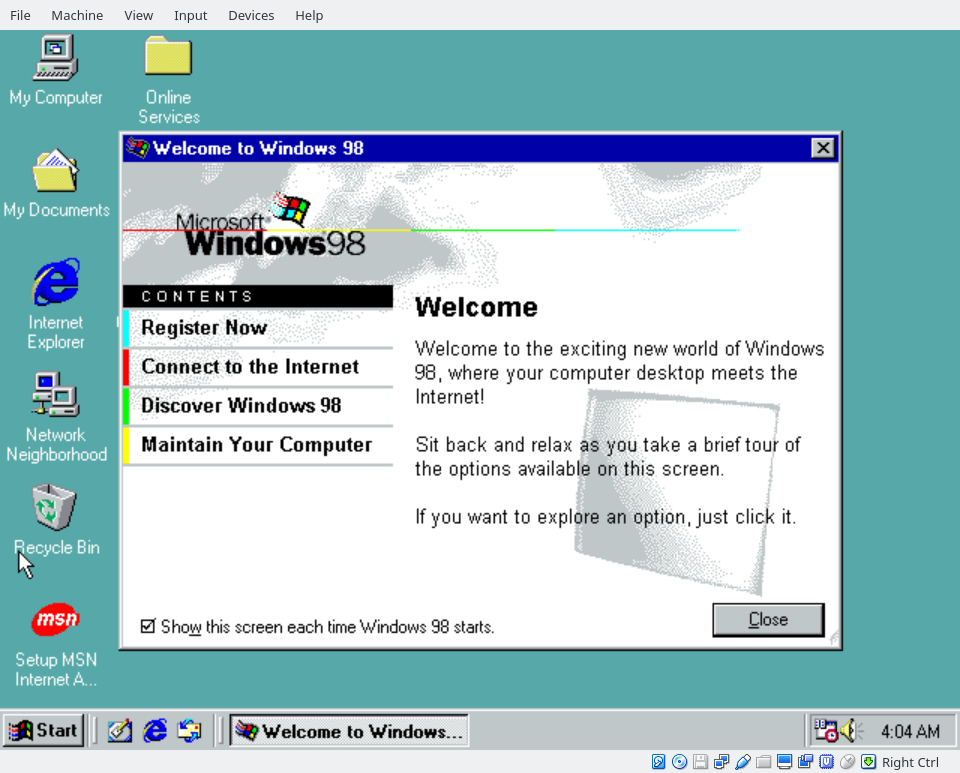 File Machine View Input Devices Help
My Computer
Online
Services
My Documents
Internet
Explorer
Network
Neighborhood
Recycle Bin
msn
Setup MSN
Internet A...
Welcome to Windows 98
Microsoft
Windows98
CONTENTS
Register Now
Connect to the Internet
Discover Windows 98
Maintain Your Computer
Welcome
Welcome to the exciting new world of Windows
98, where your computer desktop meets the
Internet!
Sit back and relax as you take a brief tour of
the options available on this screen.
If you want to explore an option, just click it.
Show this screen each time Windows 98 starts.
Close
Start
Welcome to Windows...
4:04 AM
Right Ctrl